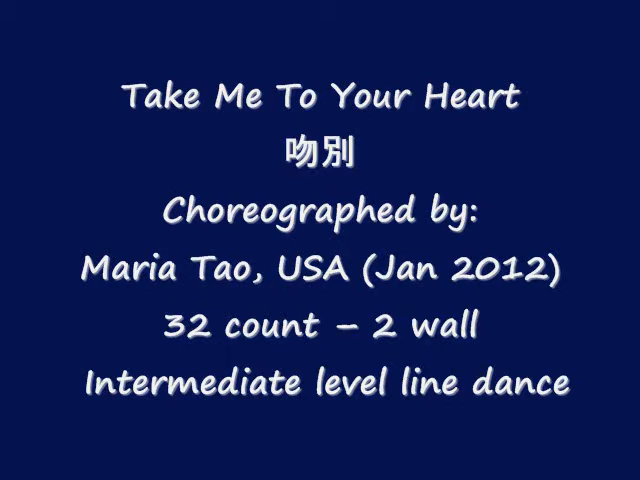 Take Me To Your Heart
吻別
Choreographed by:
Maria Tao, USA (Jan 2012)
32 count – 2 wall
Intermediate level line dance